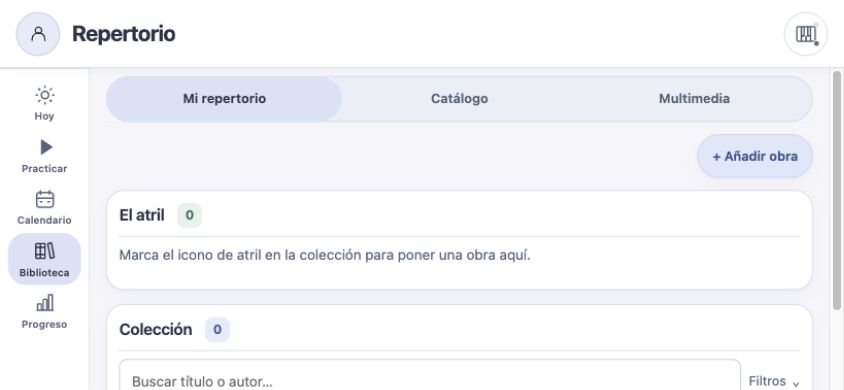 Repertorio
Hoy
Practicar
Calendario
Biblioteca
Progreso
Mi repertorio
Catálogo
Multimedia
+ Añadir obra
El atril 0
Marca el icono de atril en la colección para poner una obra aquí.
Colección 0
Buscar título o autor...
Filtros